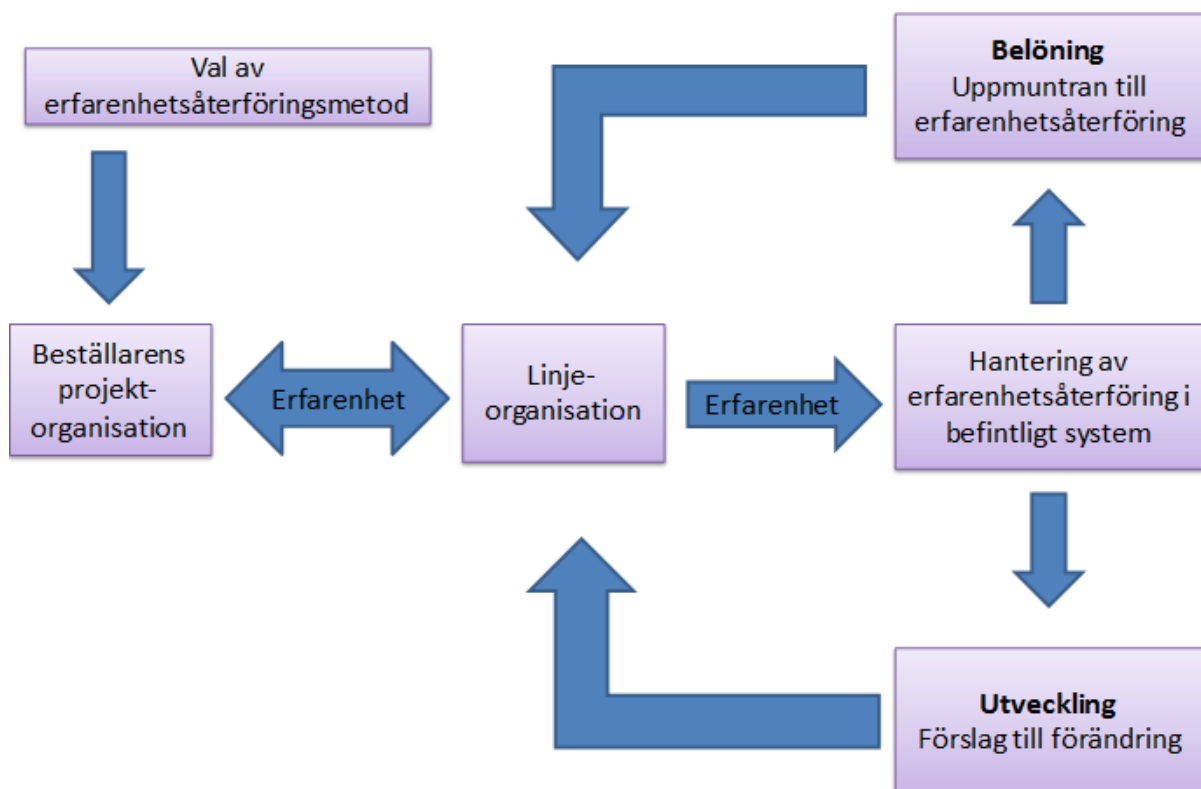 Val av
erfarenhetsåterföringsmetod
Belöning
Uppmuntran till
erfarenhetsåterföring
Beställarens
projekt-
organisation
Erfarenhet
Linje-
organisation
Erfarenhet
Hantering av
erfarenhetsåterföring i
befintligt system
Utveckling
Förslag till förändring